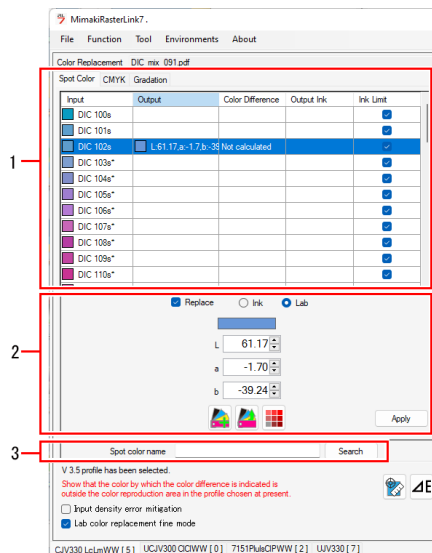 MimakiRasterLink7 .
File Function Tool Environments About
Color Replacement DIC_mix_091.pdf
Spot Color CMYK Gradation
Input Output Color Difference Output Ink Ink Limit
DIC 100s
DIC 101s
DIC 102s L:61.17,a:-1.7,b:-39 Not calculated
DIC 103s*
DIC 104s*
DIC 105s*
DIC 106s*
DIC 107s*
DIC 108s*
DIC 109s*
DIC 110s*
1
Replace Ink Lab
L 61.17
2
a -1.70
b -39.24
Apply
3
Spot color name Search
V 3.5 profile has been selected.
Show that the color by which the color difference is indicated is
outside the color reproduction area in the profile chosen at present.
Input density error mitigation
Lab color replacement fine mode
CJV330 LcLmWW [ 5 ] UCJV300 ClClWW [ 0 ] 7151PlulsClPWW [ 2 ] UJV330 [ 7 ]